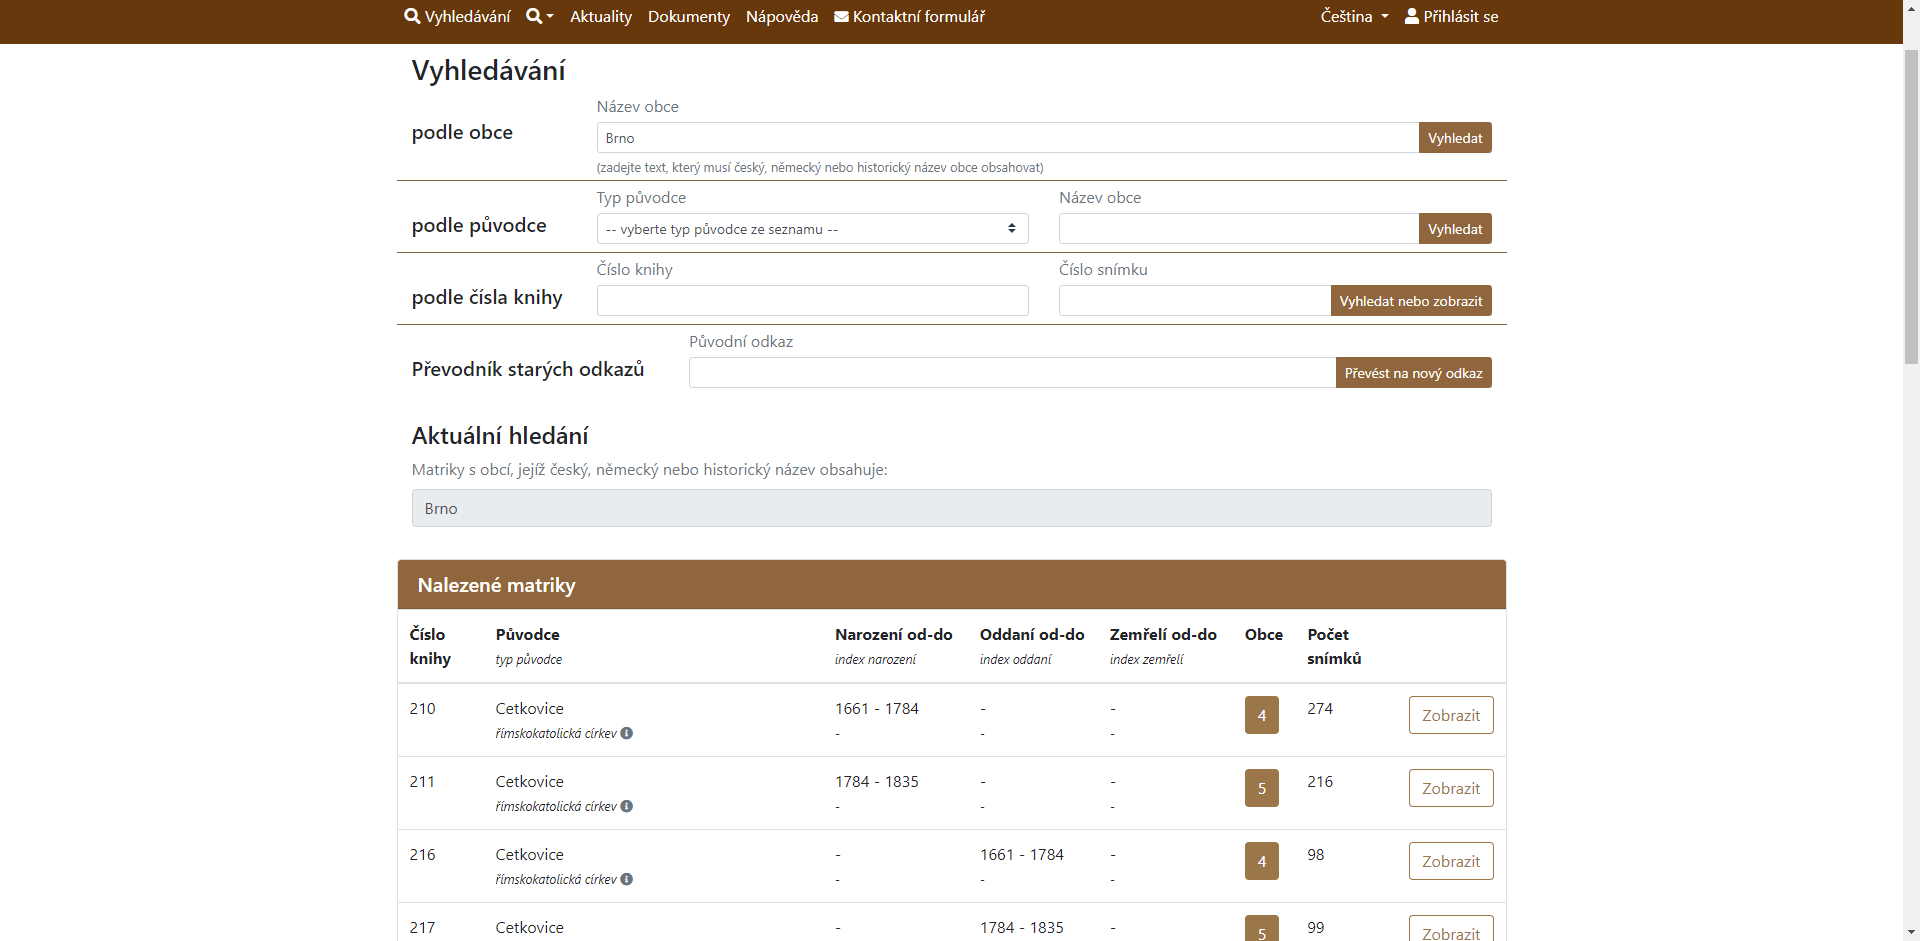 Vyhledávání Aktuality Dokumenty Nápověda Kontaktní formulář Čeština Přihlásit se
Vyhledávání
podle obce
Název obce
Brno Vyhledat
(zadejte text, který musí český, německý nebo historický název obce obsahovat)
podle původce
Typ původce Název obce
-- vyberte typ původce ze seznamu -- Vyhledat
podle čísla knihy
Číslo knihy Číslo snímku
Vyhledat nebo zobrazit
Převodník starých odkazů
Původní odkaz
Převést na nový odkaz
Aktuální hledání
Matriky s obcí, jejíž český, německý nebo historický název obsahuje:
Brno
Nalezené matriky
Číslo knihy Původce Narození od-do Oddaní od-do Zemřelí od-do Obce Počet snímků
typ původce index narození index oddaní index zemřelí
210 Cetkovice 1661 - 1784 - - 4 274 Zobrazit
římskokatolická církev - - -
211 Cetkovice 1784 - 1835 - - 5 216 Zobrazit
římskokatolická církev - - -
216 Cetkovice - 1661 - 1784 - 4 98 Zobrazit
římskokatolická církev - - -
217 Cetkovice - 1784 - 1835 - 5 99 Zobrazit